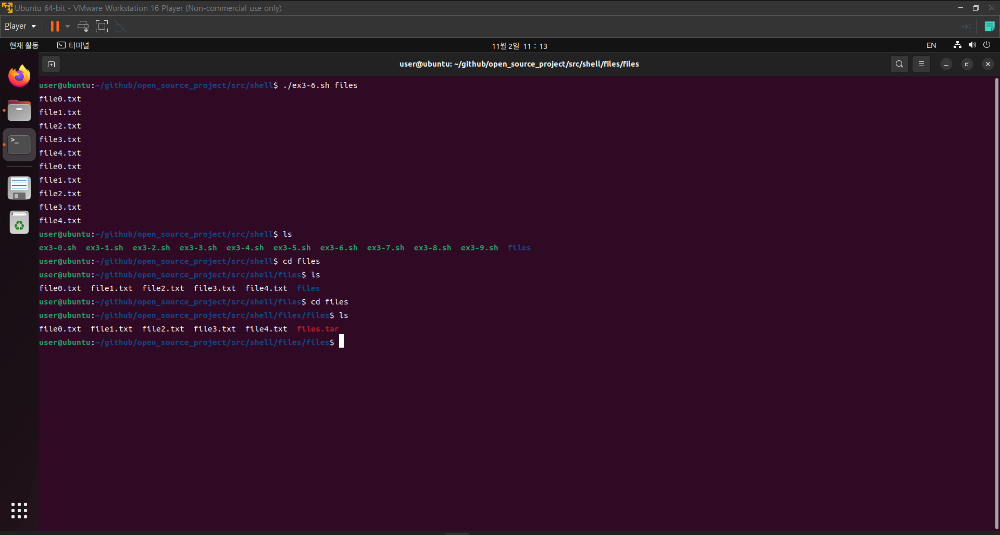 Ubuntu 64-bit - VMware Workstation 16 Player (Non-commercial use only)
Player
현재 활동 터미널 11월 2일 11 : 13 EN
user@ubuntu: ~/github/open_source_project/src/shell/files/files
user@ubuntu:~/github/open_source_project/src/shell$ ./ex3-6.sh files
file0.txt
file1.txt
file2.txt
file3.txt
file4.txt
file0.txt
file1.txt
file2.txt
file3.txt
file4.txt
user@ubuntu:~/github/open_source_project/src/shell$ ls
ex3-0.sh ex3-1.sh ex3-2.sh ex3-3.sh ex3-4.sh ex3-5.sh ex3-6.sh ex3-7.sh ex3-8.sh ex3-9.sh files
user@ubuntu:~/github/open_source_project/src/shell$ cd files
user@ubuntu:~/github/open_source_project/src/shell/files$ ls
file0.txt file1.txt file2.txt file3.txt file4.txt files
user@ubuntu:~/github/open_source_project/src/shell/files$ cd files
user@ubuntu:~/github/open_source_project/src/shell/files/files$ ls
file0.txt file1.txt file2.txt file3.txt file4.txt files.tar
user@ubuntu:~/github/open_source_project/src/shell/files/files$